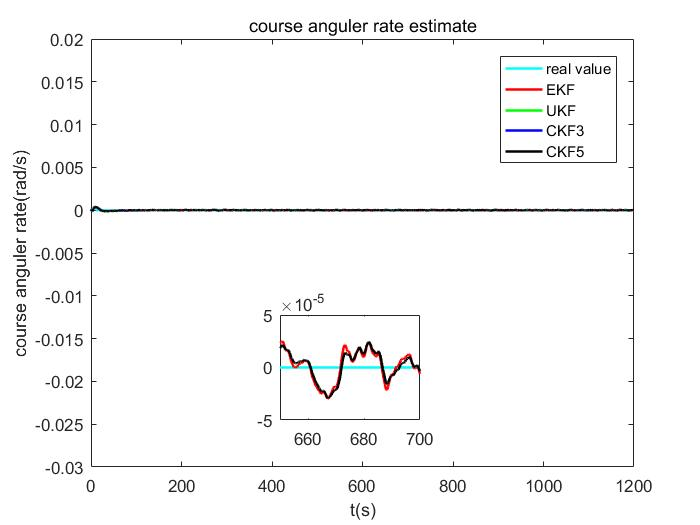 course anguler rate estimate
0.02
0.015
0.01
0.005
0
-0.005
-0.01
-0.015
-0.02
-0.025
-0.03
course anguler rate(rad/s)
real value
EKF
UKF
CKF3
CKF5
×10^-5
5
0
-5
660 680 700
0 200 400 600 800 1000 1200
t(s)